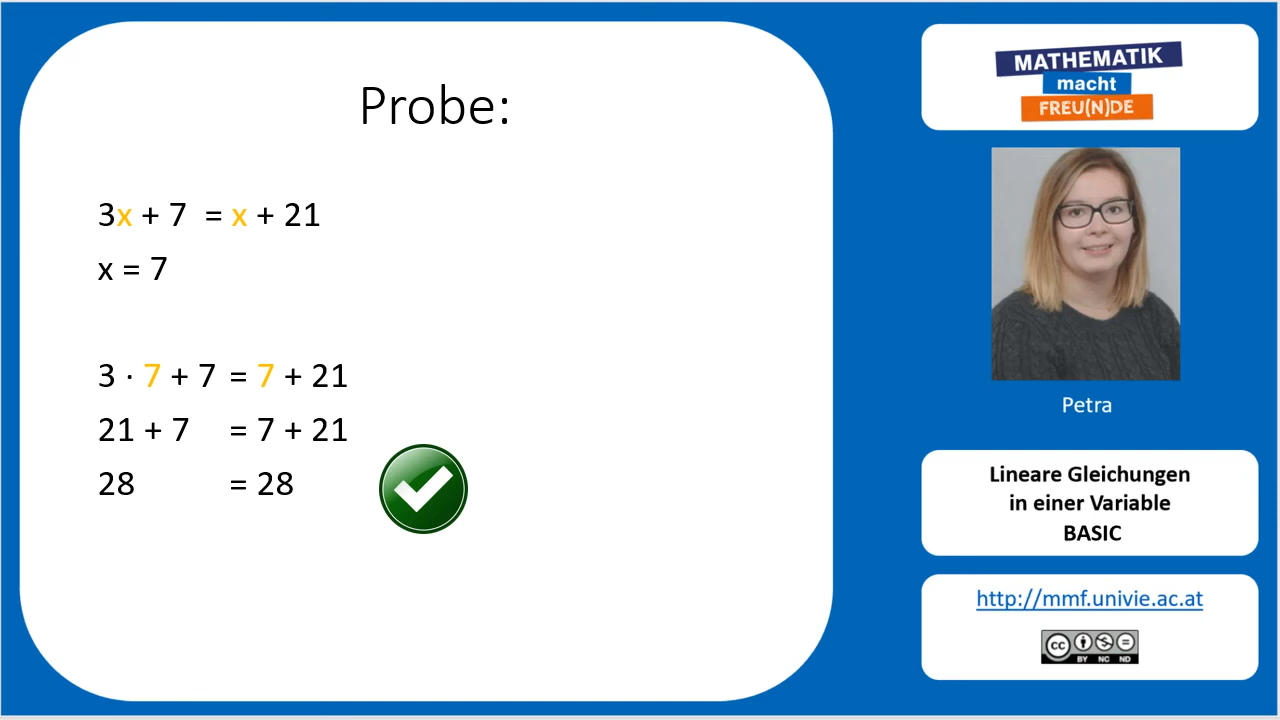 Probe:
3x + 7 = x + 21
x = 7
3 · 7 + 7 = 7 + 21
21 + 7 = 7 + 21
28 = 28
MATHEMATIK
macht
FREU(N)DE
Petra
Lineare Gleichungen
in einer Variable
BASIC
http://mmf.univie.ac.at
cc
BY NC ND